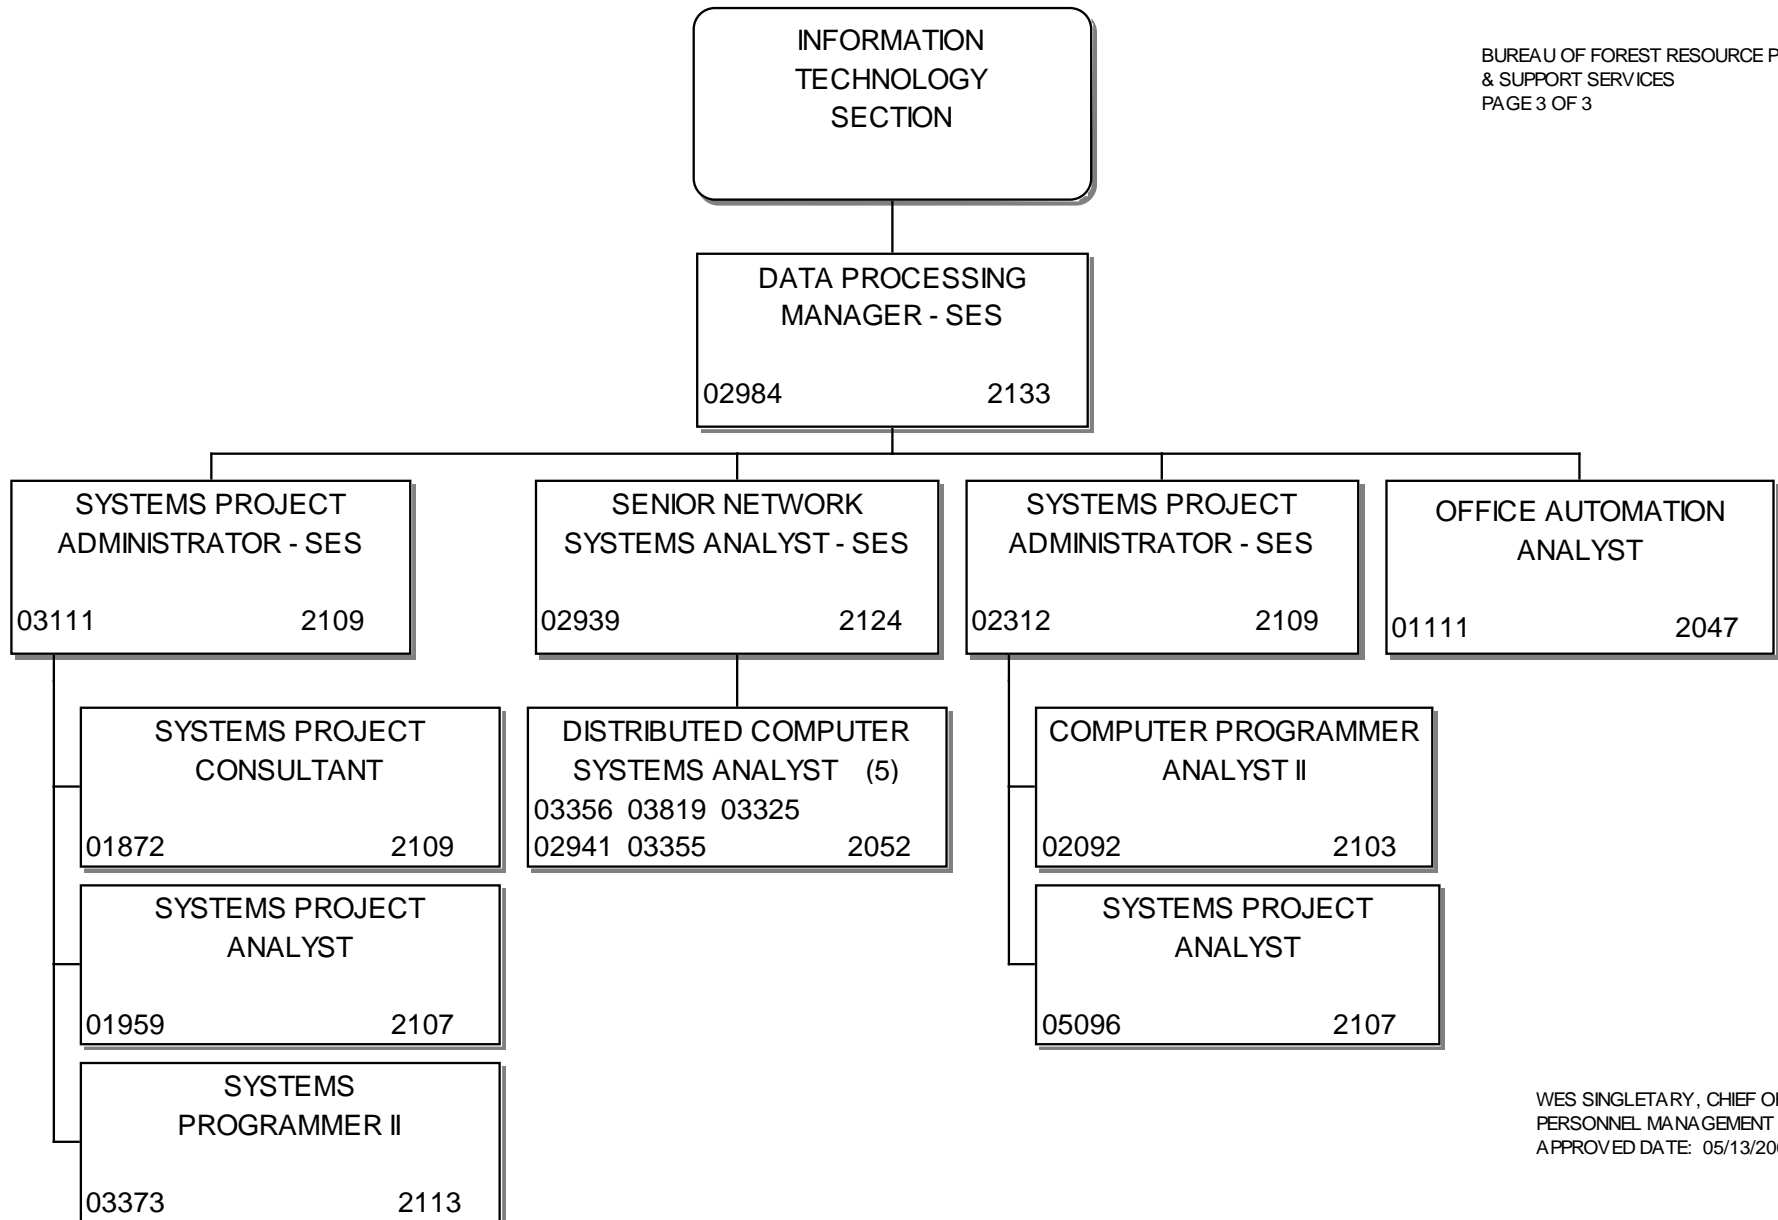 INFORMATION
TECHNOLOGY
SECTION
BUREAU OF FOREST RESOURCE
& SUPPORT SERVICES
PAGE 3 OF 3
DATA PROCESSING
MANAGER - SES
02984 2133
SYSTEMS PROJECT
ADMINISTRATOR - SES
03111 2109
SENIOR NETWORK
SYSTEMS ANALYST - SES
02939 2124
SYSTEMS PROJECT
ADMINISTRATOR - SES
02312 2109
OFFICE AUTOMATION
ANALYST
01111 2047
SYSTEMS PROJECT
CONSULTANT
01872 2109
SYSTEMS PROJECT
ANALYST
01959 2107
SYSTEMS
PROGRAMMER II
03373 2113
DISTRIBUTED COMPUTER
SYSTEMS ANALYST (5)
03356 03819 03325
02941 03355 2052
COMPUTER PROGRAMMER
ANALYST II
02092 2103
SYSTEMS PROJECT
ANALYST
05096 2107
WES SINGLETARY, CHIEF
PERSONNEL MANAGEMENT
APPROVED DATE: